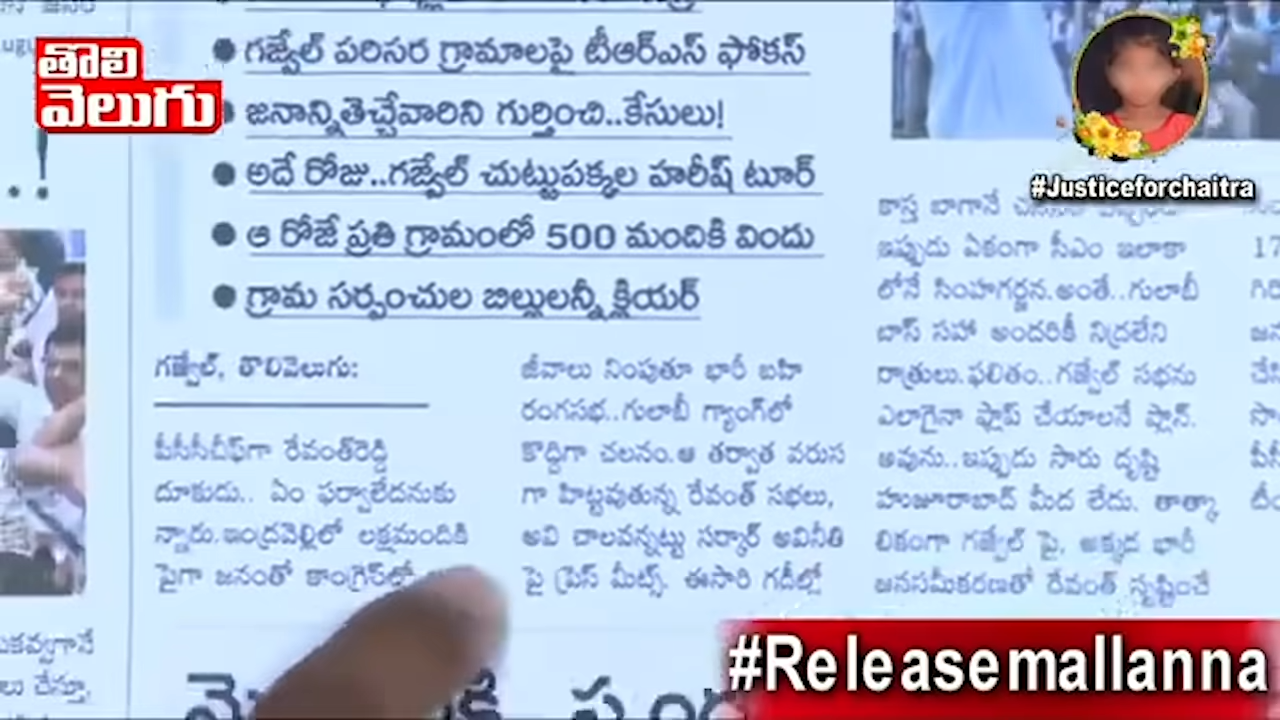 తొలి
వెలుగు
● గజ్వేల్ పరిసర గ్రామాలపై టీఆర్ఎస్ ఫోకస్
● జనాన్నితెచ్చేవారిని గుర్తించి..కేసులు!
● అదే రోజు..గజ్వేల్ చుట్టుపక్కల హరీష్ టూర్
● ఆ రోజే ప్రతి గ్రామంలో 500 మందికి విందు
● గ్రామ సర్పంచుల బిల్లులన్నీ క్లియర్
గజ్వేల్, తొలివెలుగు:
పీసీసీచీఫ్‌గా రేవంత్‌రెడ్డి
దూకుడు.. ఏం ఫర్వాలేదనుకు
న్నారు.ఇంద్రవెల్లిలో లక్షమందికి
పైగా జనంతో కాంగ్రెస్‌లో
జీవాలు నింపుతూ భారీ బహి
రంగసభ..గులాబీ గ్యాంగ్‌లో
కొద్దిగా చలనం.ఆ తర్వాత వరుస
గా హిట్టవుతున్న రేవంత్ సభలు,
అవి చాలవన్నట్టు సర్కార్ అవినీతి
పై ప్రెస్ మీట్స్. ఈసారి గడీల్లో
కాస్త బాగానే
ఇప్పుడు ఏకంగా సీఎం ఇలాకా
లోనే సింహగర్జన.అంతే..గులాబీ
బాస్ సహా అందరికీ నిద్రలేని
రాత్రులు.ఫలితం..గజ్వేల్ సభను
ఎలాగైనా ఫ్లాప్ చేయాలనే ప్లాన్.
అవును..ఇప్పుడు సారు దృష్టి
హుజూరాబాద్ మీద లేదు. తాత్కా
లికంగా గజ్వేల్ పై. అక్కడ భారీ
జనసమీకరణతో రేవంత్ సృష్టించే
17
#Justiceforchaitra
#Releasemallanna